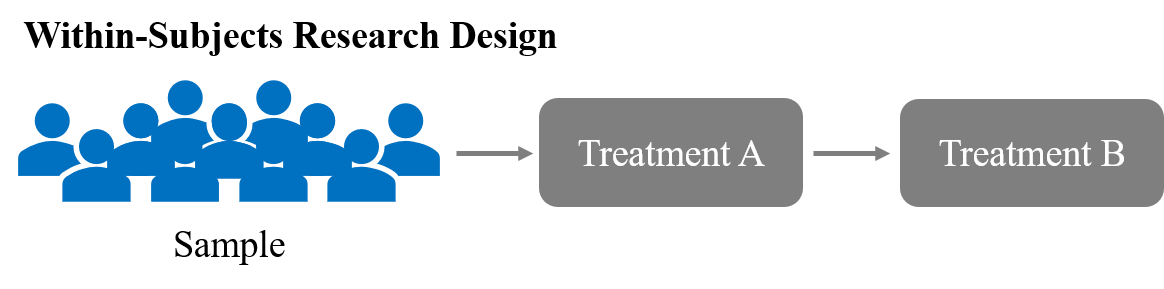 Within-Subjects Research Design
Treatment A
Treatment B
Sample